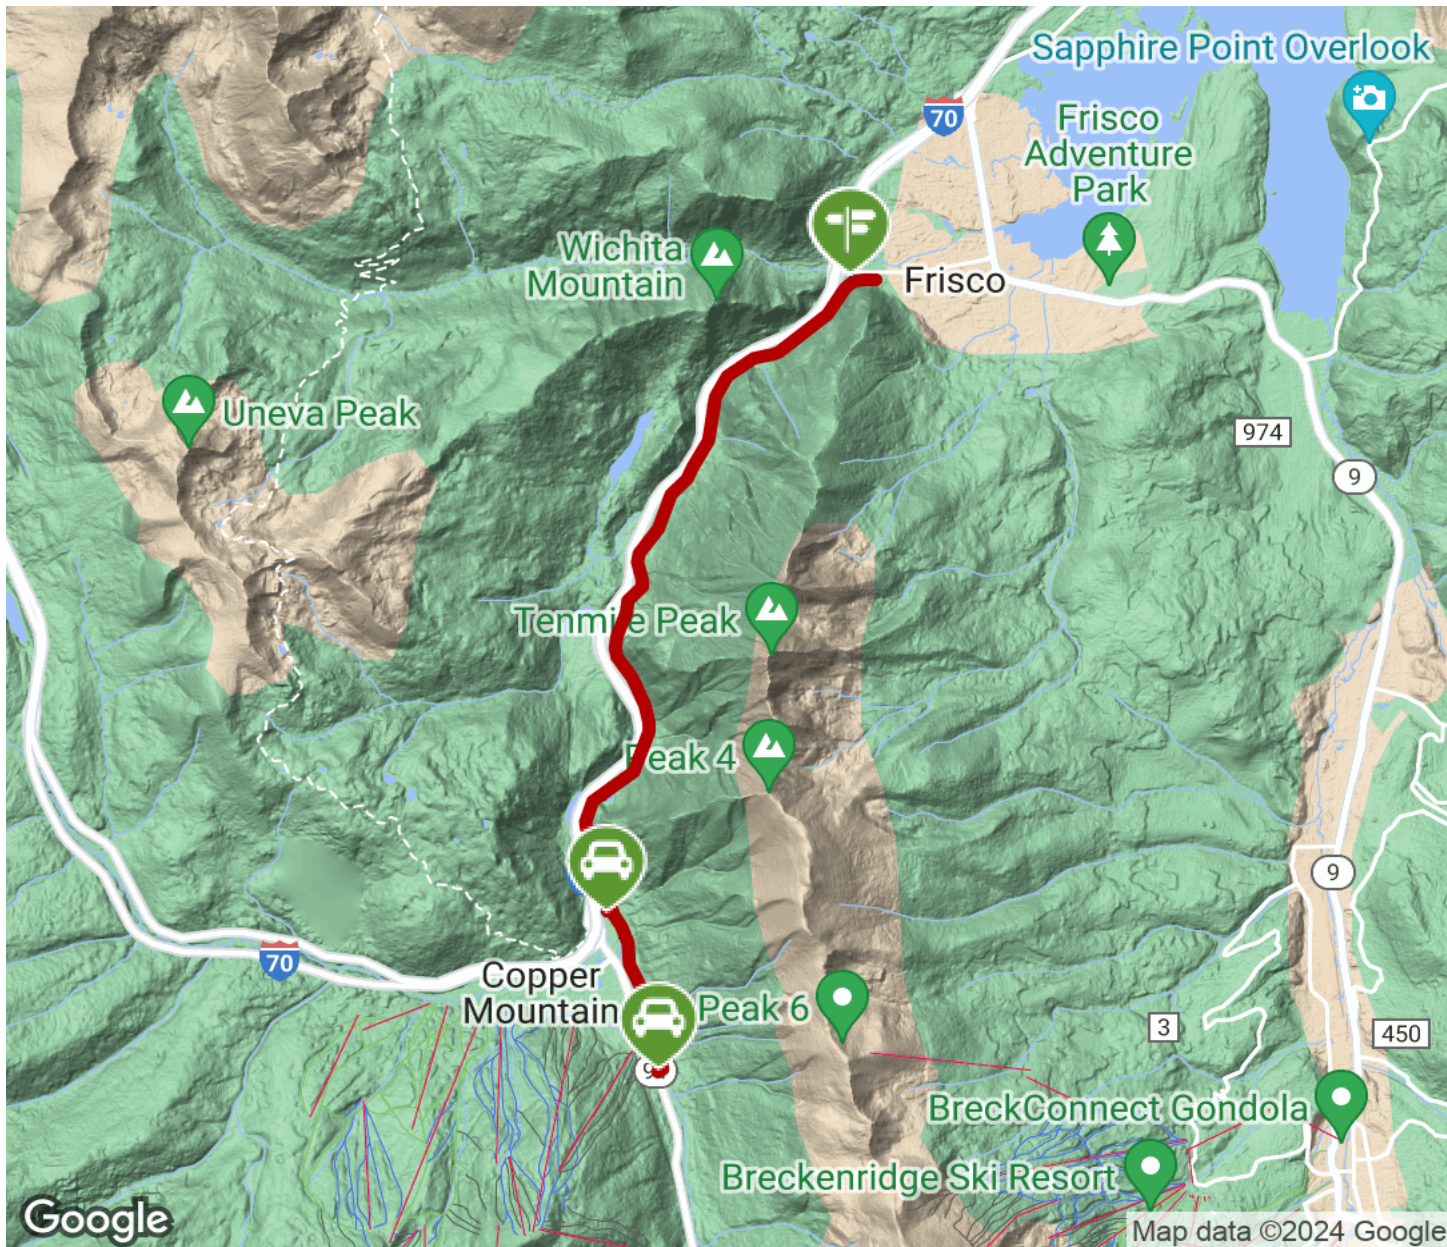 Sapphire Point Overlook
70
Frisco
Adventure
Park
Wichita
Mountain
Frisco
Uneva Peak
974
9
Tenmile Peak
Peak 4
9
70
Copper
Mountain
Peak 6
3
450
BreckConnect Gondola
Breckenridge Ski Resort
Google
Map data ©2024 Google